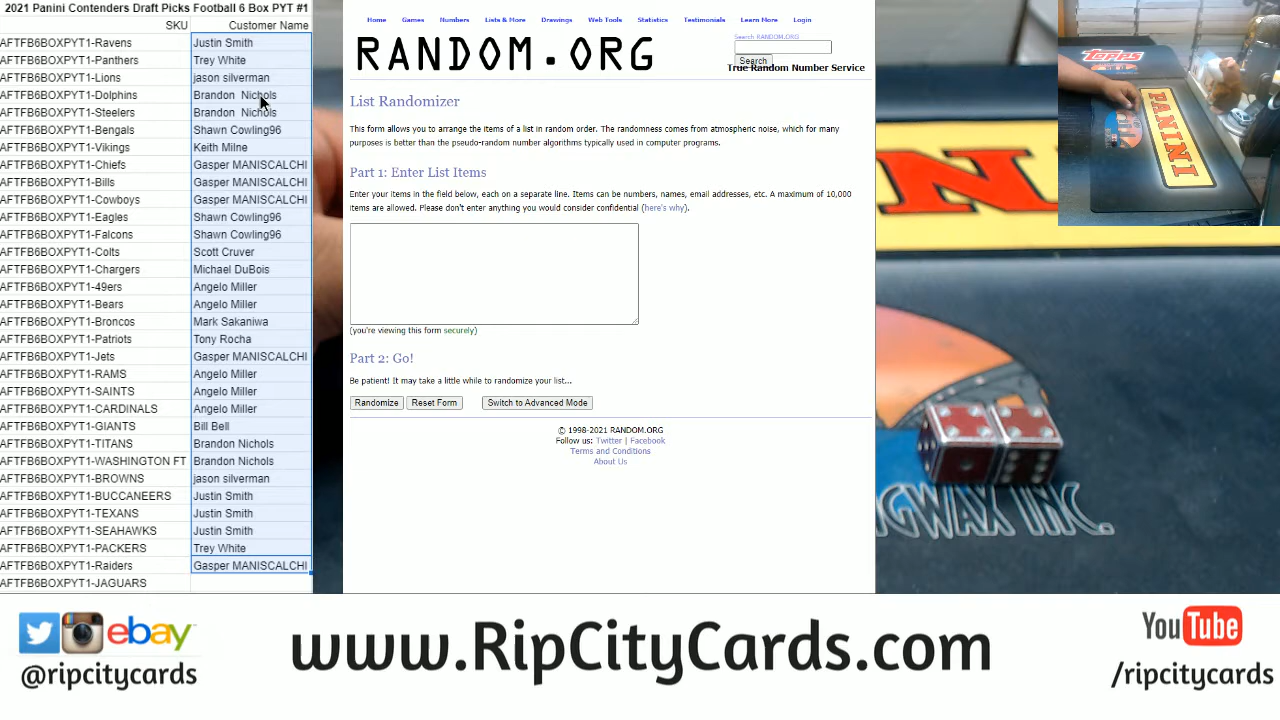 2021 Panini Contenders Draft Picks Football 6 Box PYT #1
SKU Customer Name
AFTFB6BOXPYT1-Ravens Justin Smith
AFTFB6BOXPYT1-Panthers Trey White
AFTFB6BOXPYT1-Lions jason silverman
AFTFB6BOXPYT1-Dolphins Brandon Nichols
AFTFB6BOXPYT1-Steelers Brandon Nichols
AFTFB6BOXPYT1-Bengals Shawn Cowling96
AFTFB6BOXPYT1-Vikings Keith Milne
AFTFB6BOXPYT1-Chiefs Gasper MANISCALCHI
AFTFB6BOXPYT1-Bills Gasper MANISCALCHI
AFTFB6BOXPYT1-Cowboys Gasper MANISCALCHI
AFTFB6BOXPYT1-Eagles Shawn Cowling96
AFTFB6BOXPYT1-Falcons Shawn Cowling96
AFTFB6BOXPYT1-Colts Scott Cruver
AFTFB6BOXPYT1-Chargers Michael DuBois
AFTFB6BOXPYT1-49ers Angelo Miller
AFTFB6BOXPYT1-Bears Angelo Miller
AFTFB6BOXPYT1-Broncos Mark Sakaniwa
AFTFB6BOXPYT1-Patriots Tony Rocha
AFTFB6BOXPYT1-Jets Gasper MANISCALCHI
AFTFB6BOXPYT1-RAMS Angelo Miller
AFTFB6BOXPYT1-SAINTS Angelo Miller
AFTFB6BOXPYT1-CARDINALS Angelo Miller
AFTFB6BOXPYT1-GIANTS Bill Bell
AFTFB6BOXPYT1-TITANS Brandon Nichols
AFTFB6BOXPYT1-WASHINGTON FT Brandon Nichols
AFTFB6BOXPYT1-BROWNS jason silverman
AFTFB6BOXPYT1-BUCCANEERS Justin Smith
AFTFB6BOXPYT1-TEXANS Justin Smith
AFTFB6BOXPYT1-SEAHAWKS Justin Smith
AFTFB6BOXPYT1-PACKERS Trey White
AFTFB6BOXPYT1-Raiders Gasper MANISCALCHI
AFTFB6BOXPYT1-JAGUARS
Home Games Numbers Lists & More Drawings Web Tools Statistics Testimonials Learn More Login
RANDOM.ORG
Search RANDOM.ORG
Search
True Random Number Service
List Randomizer
This form allows you to arrange the items of a list in random order. The randomness comes from atmospheric noise, which for many
purposes is better than the pseudo-random number algorithms typically used in computer programs.
Part 1: Enter List Items
Enter your items in the field below, each on a separate line. Items can be numbers, names, email addresses, etc. A maximum of 10,000
items are allowed. Please don't enter anything you would consider confidential (here's why).
(you're viewing this form securely)
Part 2: Go!
Be patient! It may take a little while to randomize your list...
Randomize Reset Form Switch to Advanced Mode
© 1998-2021 RANDOM.ORG
Follow us: Twitter | Facebook
Terms and Conditions
About Us
Topps
PANINI
N
GWAX INC.
ebay
@ripcitycards
www.RipCityCards.com
YouTube
/ripcitycards